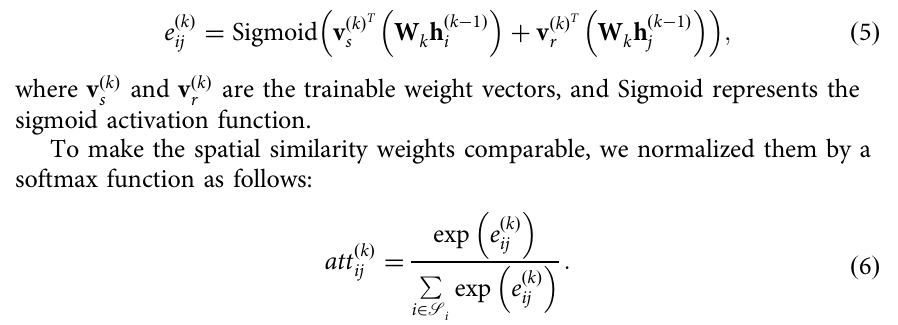 e_{ij}^{(k)} = Sigmoid(v_s^{(k)^T}(W_k h_i^{(k-1)}) + v_r^{(k)^T}(W_k h_j^{(k-1)})), (5)
where v_s^{(k)} and v_r^{(k)} are the trainable weight vectors, and Sigmoid represents the
sigmoid activation function.
To make the spatial similarity weights comparable, we normalized them by a
softmax function as follows:
att_{ij}^{(k)} = exp(e_{ij}^{(k)}) / ∑_{i∈𝒮_i} exp(e_{ij}^{(k)}). (6)